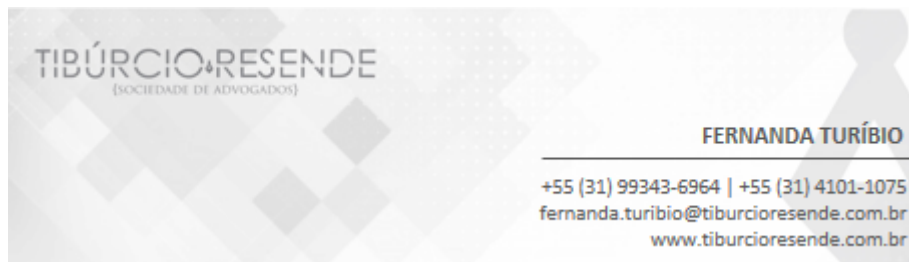 TIBÚRCIO RESENDE
{SOCIEDADE DE ADVOGADOS}
FERNANDA TURÍBIO
+55 (31) 99343-6964 | +55 (31) 4101-1075
fernanda.turibio@tiburcioresende.com.br
www.tiburcioresende.com.br